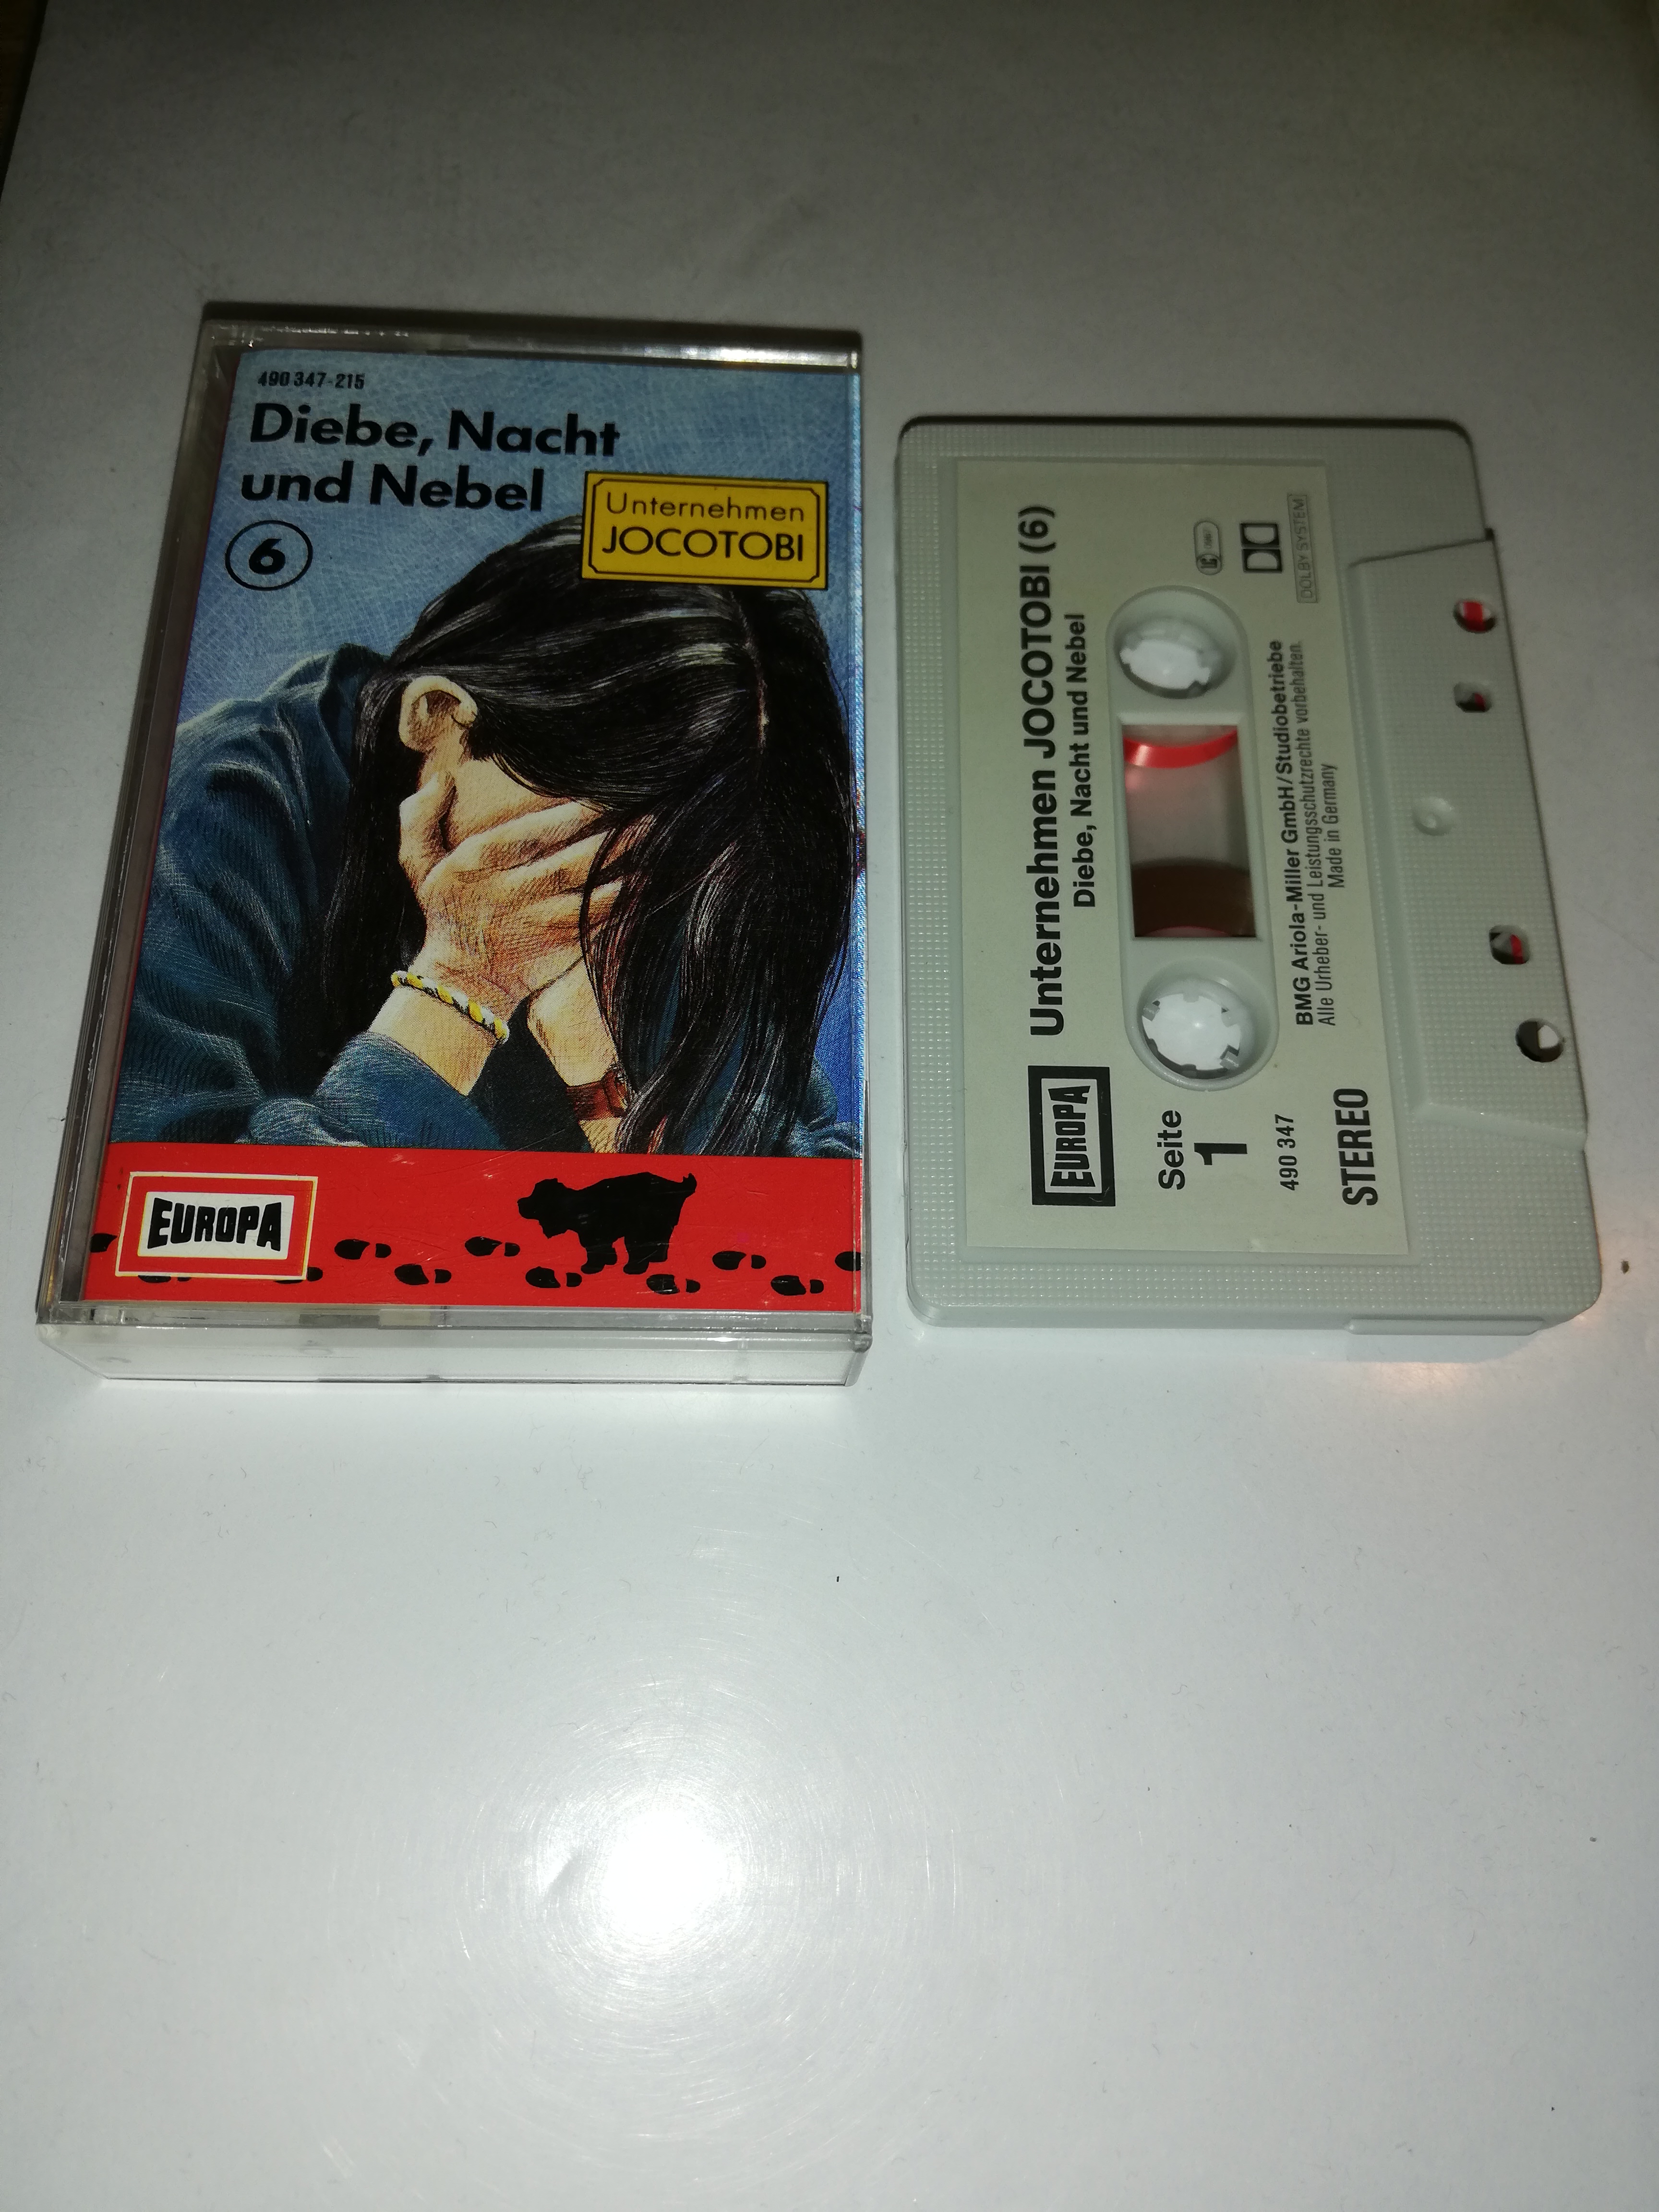 490 347-215
Diebe, Nacht
und Nebel
6
Unternehmen
JOCOTOBI
EUROPA
EUROPA
Unternehmen JOCOTOBI (6)
Diebe, Nacht und Nebel
Seite
1
490 347
STEREO
BMG Ariola-Miller GmbH/Studiobetriebe
Alle Urheber- und Leistungsschutzrechte vorbehalten.
Made in Germany
DOLBY SYSTEM